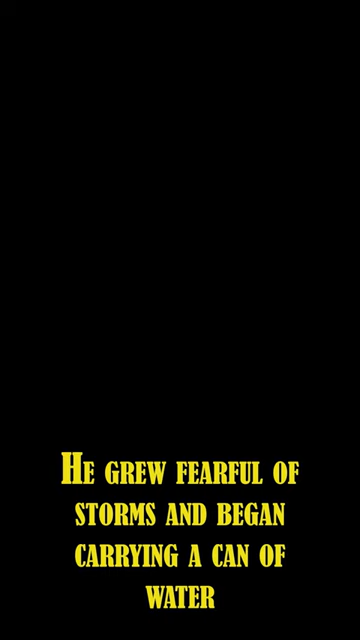 He grew fearful of
storms and began
carrying a can of
water